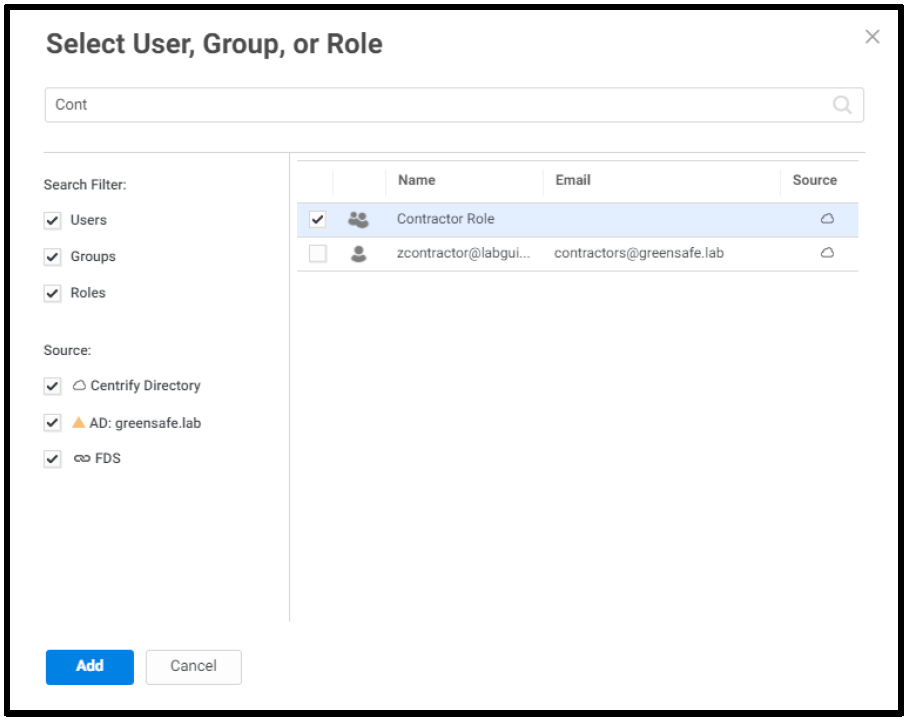 Select User, Group, or Role
Cont
Search Filter:
Users
Groups
Roles
Source:
Centrify Directory
AD: greensafe.lab
FDS
Name Email Source
Contractor Role
zcontractor@labgui... contractors@greensafe.lab
Add Cancel